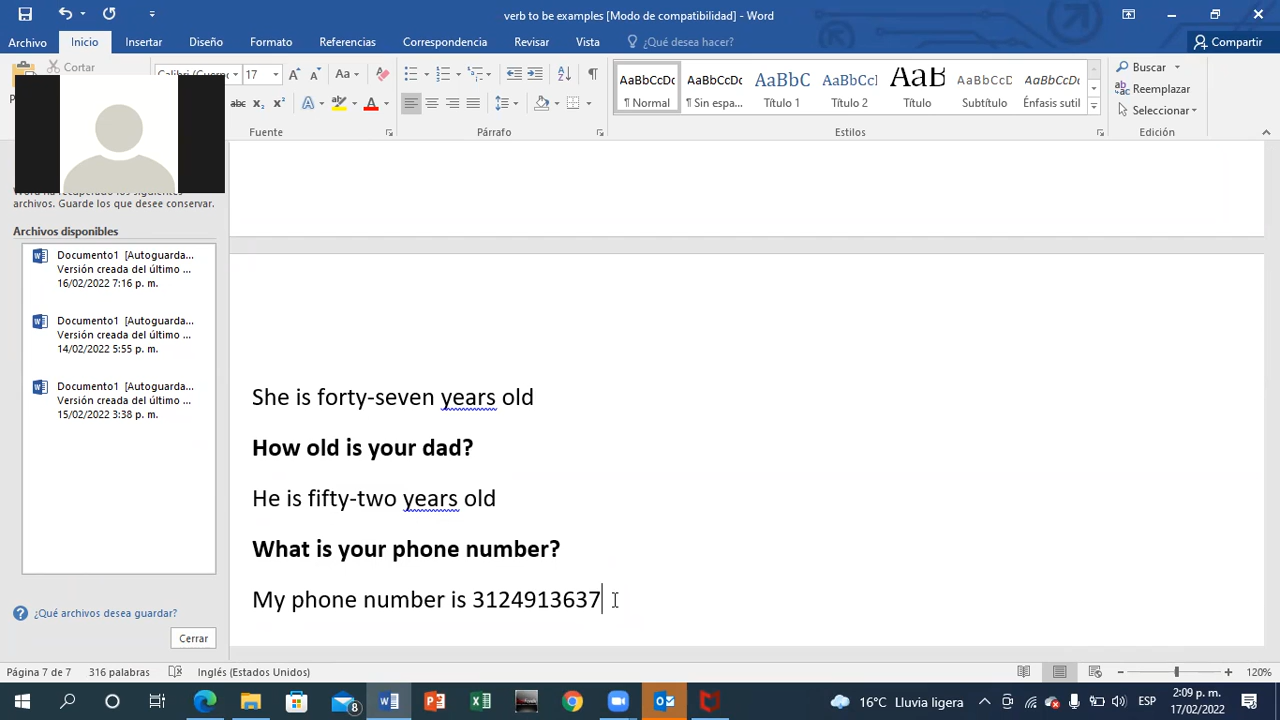 verb to be examples [Modo de compatibilidad] - Word
Archivo Inicio Insertar Diseño Formato Referencias Correspondencia Revisar Vista ¿Qué desea hacer? Compartir
Cortar
17 Aa
abc x₂ x² A A
Fuente
Párrafo
AaBbCcDc AaBbCcDc AaBbC AaBbCcI AaB AaBbCcD AaBbCcDc
¶ Normal ¶ Sin espa... Título 1 Título 2 Título Subtítulo Énfasis sutil
Estilos
Buscar
Reemplazar
Seleccionar
Edición
archivos. Guarde los que desee conservar.
Archivos disponibles
Documento1 [Autoguarda...
Versión creada del último ...
16/02/2022 7:16 p. m.
Documento1 [Autoguarda...
Versión creada del último ...
14/02/2022 5:55 p. m.
Documento1 [Autoguarda...
Versión creada del último ...
15/02/2022 3:38 p. m.
¿Qué archivos desea guardar?
Cerrar
She is forty-seven years old
How old is your dad?
He is fifty-two years old
What is your phone number?
My phone number is 3124913637
Página 7 de 7 316 palabras Inglés (Estados Unidos) 120%
8
16°C Lluvia ligera ESP 2:09 p. m.
17/02/2022